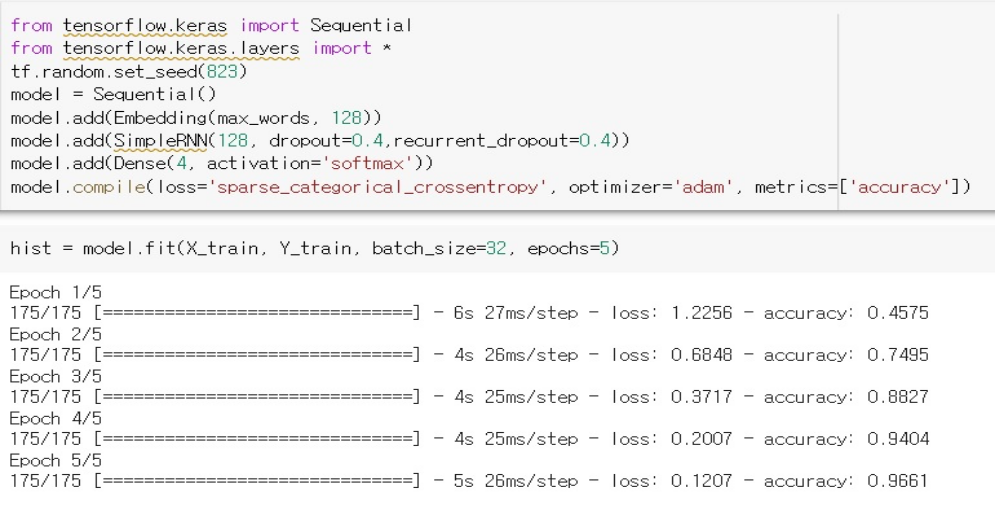 from tensorflow.keras import Sequential
from tensorflow.keras.layers import *
tf.random.set_seed(823)
model = Sequential()
model.add(Embedding(max_words, 128))
model.add(SimpleRNN(128, dropout=0.4,recurrent_dropout=0.4))
model.add(Dense(4, activation='softmax'))
model.compile(loss='sparse_categorical_crossentropy', optimizer='adam', metrics=['accuracy'])
hist = model.fit(X_train, Y_train, batch_size=32, epochs=5)
Epoch 1/5
175/175 [==============================] - 6s 27ms/step - loss: 1.2256 - accuracy: 0.4575
Epoch 2/5
175/175 [==============================] - 4s 26ms/step - loss: 0.6848 - accuracy: 0.7495
Epoch 3/5
175/175 [==============================] - 4s 25ms/step - loss: 0.3717 - accuracy: 0.8827
Epoch 4/5
175/175 [==============================] - 4s 25ms/step - loss: 0.2007 - accuracy: 0.9404
Epoch 5/5
175/175 [==============================] - 5s 26ms/step - loss: 0.1207 - accuracy: 0.9661